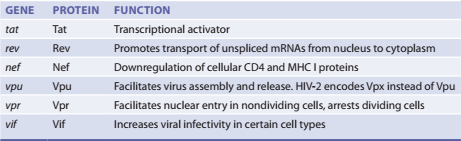 GENE PROTEIN FUNCTION
tat Tat Transcriptional activator
rev Rev Promotes transport of unspliced mRNAs from nucleus to cytoplasm
nef Nef Downregulation of cellular CD4 and MHC I proteins
vpu Vpu Facilitates virus assembly and release. HIV-2 encodes Vpx instead of Vpu
vpr Vpr Facilitates nuclear entry in nondividing cells, arrests dividing cells
vif Vif Increases viral infectivity in certain cell types